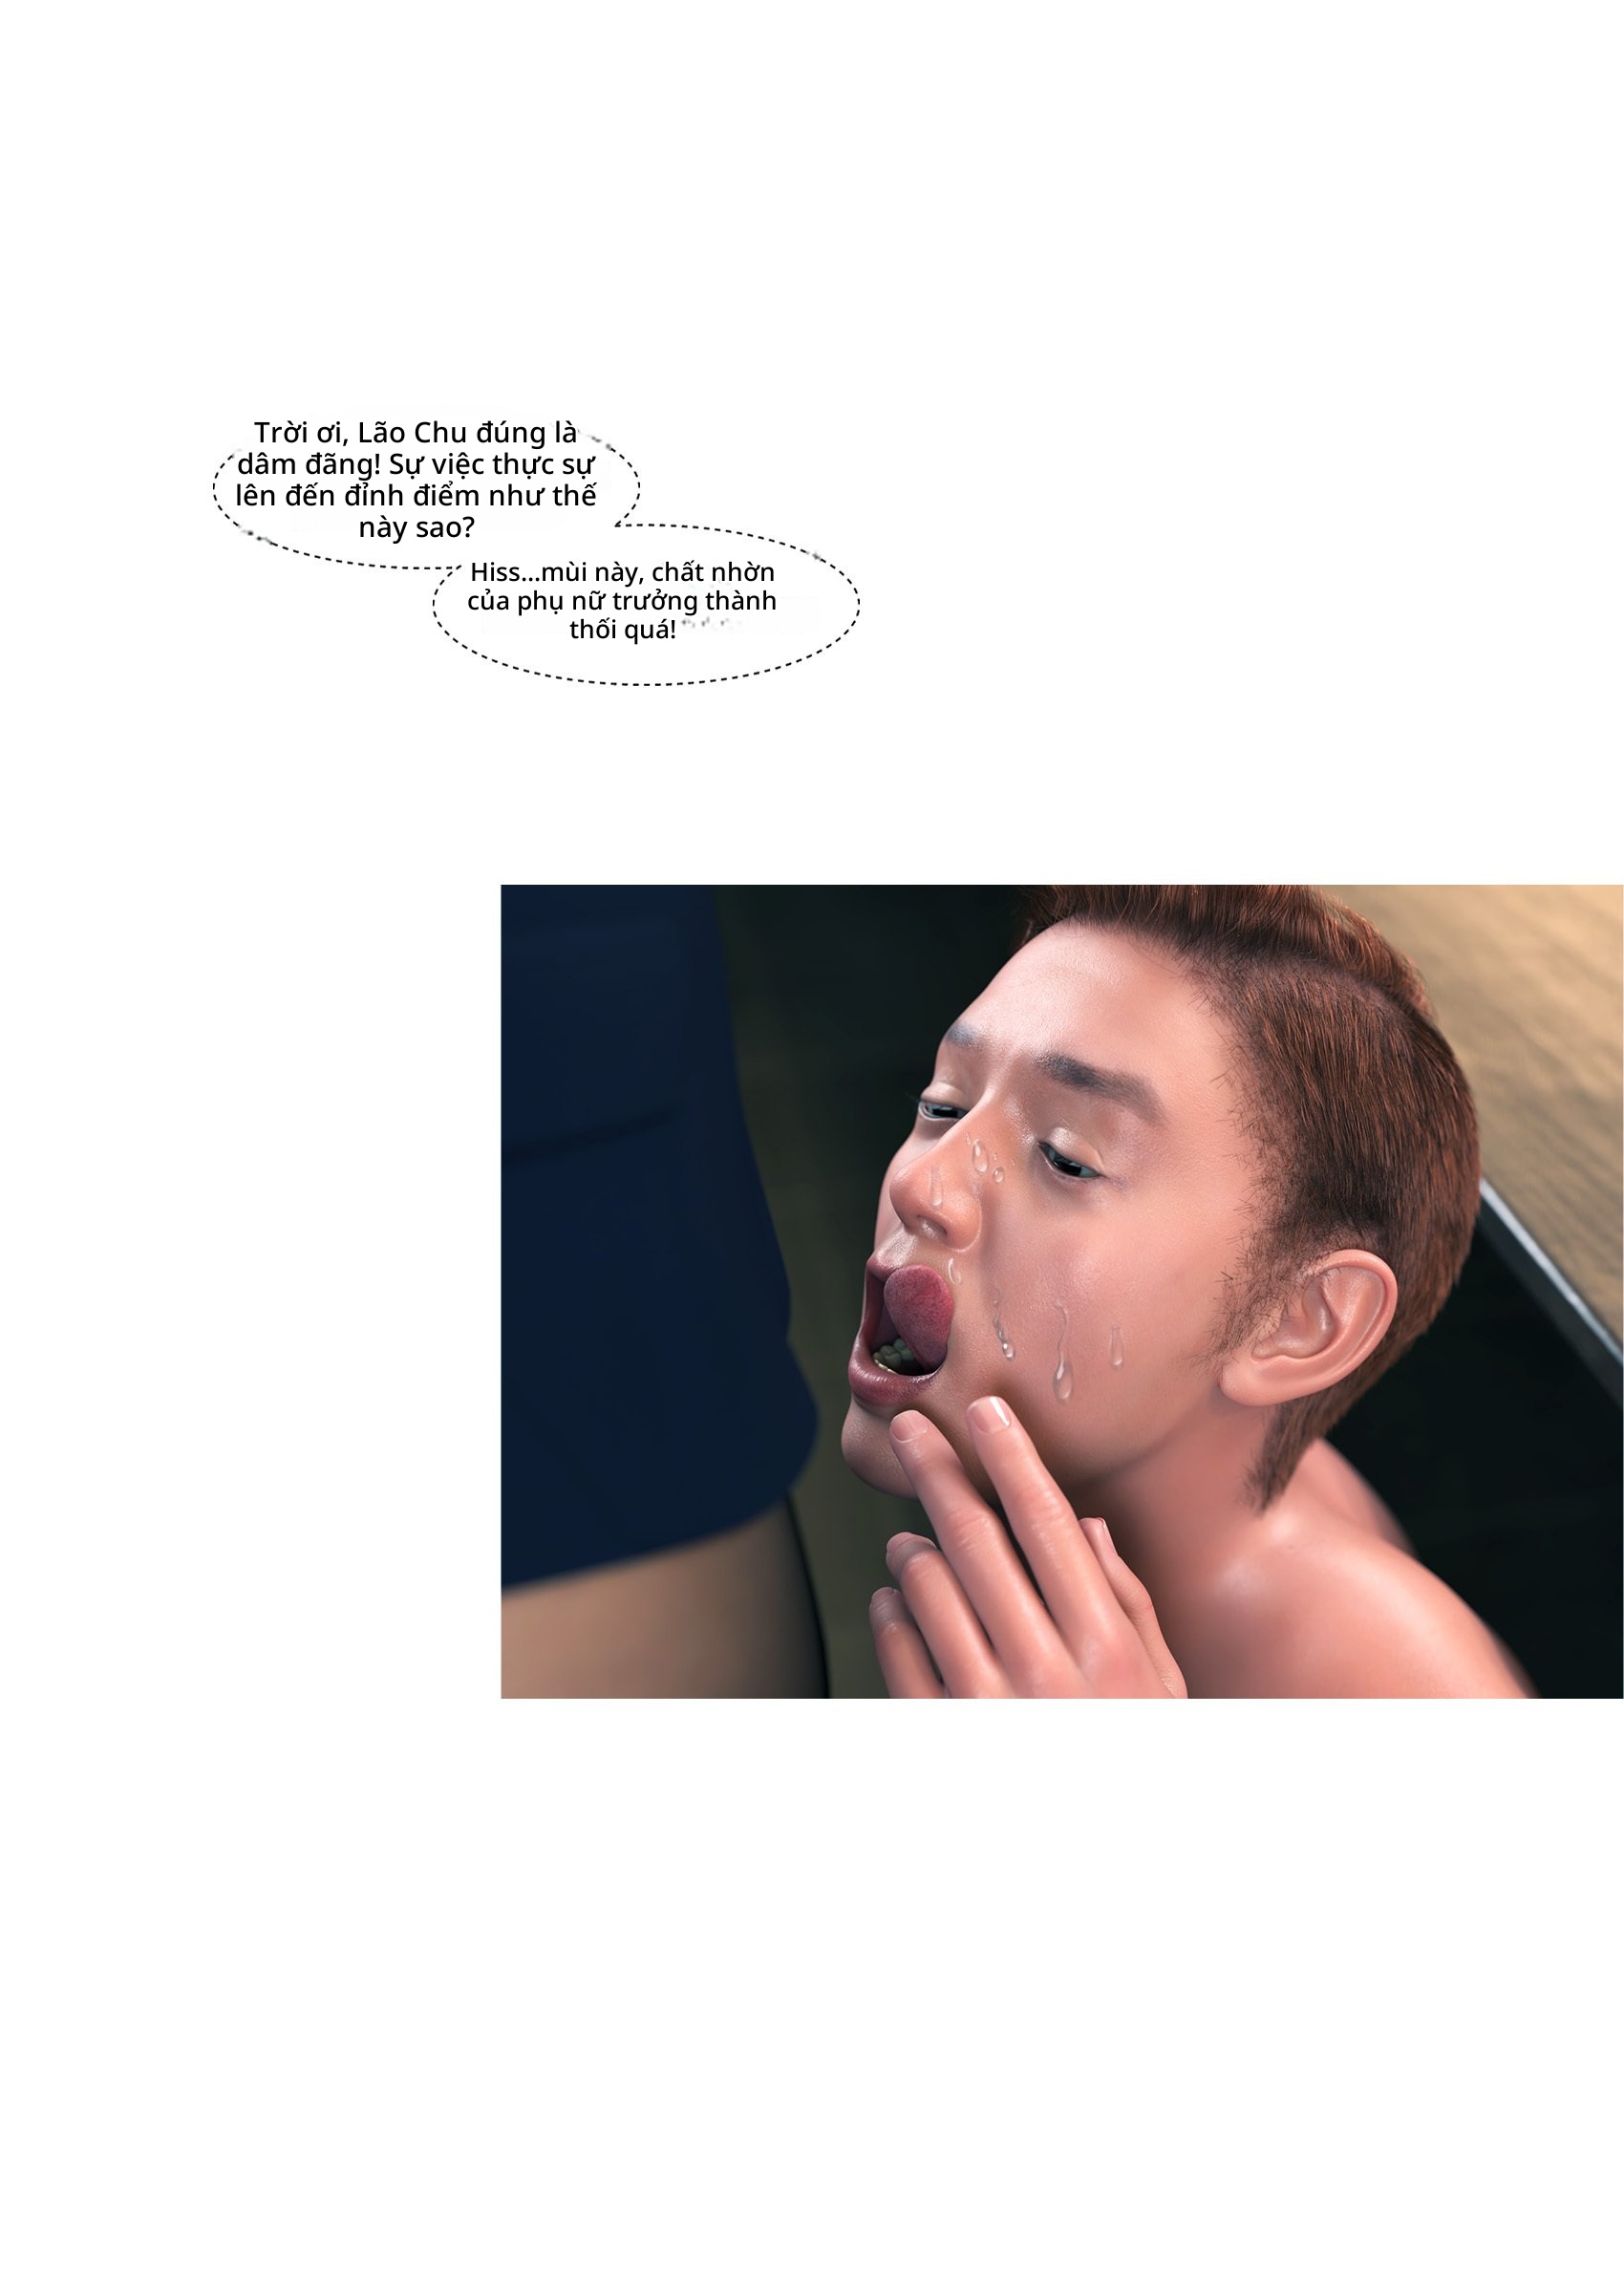 Trời ơi, Lão Chu đúng là
dâm đãng! Sự việc thực sự
lên đến đỉnh điểm như thế
này sao?
Hiss...mùi này, chất nhờn
của phụ nữ trưởng thành
thối quá!